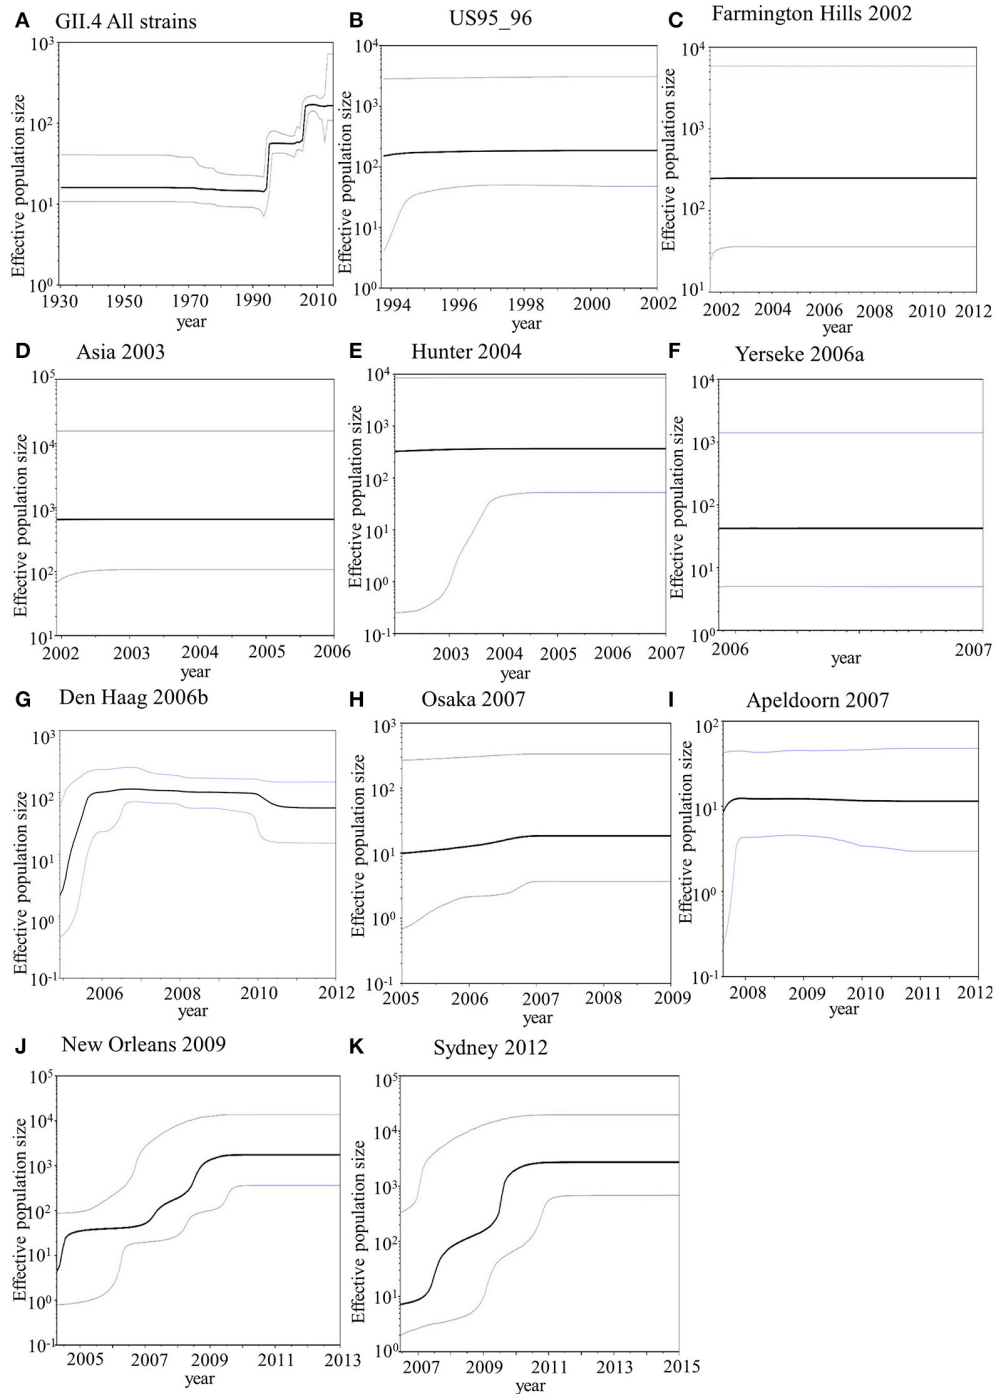 A GII.4 All strains
Effective population size
10^3
10^2
10^1
10^0
1930 1950 1970 1990 2010
year
B US95_96
Effective population size
10^4
10^3
10^2
10^1
10^0
1994 1996 1998 2000 2002
year
C Farmington Hills 2002
Effective population size
10^4
10^3
10^2
10^1
2002 2004 2006 2008 2010 2012
year
D Asia 2003
Effective population size
10^5
10^4
10^3
10^2
10^1
2002 2003 2004 2005 2006
year
E Hunter 2004
Effective population size
10^4
10^3
10^2
10^1
10^0
10^-1
2003 2004 2005 2006 2007
year
F Yerseke 2006a
Effective population size
10^4
10^3
10^2
10^1
10^0
2006 2007
year
G Den Haag 2006b
Effective population size
10^3
10^2
10^1
10^0
10^-1
2006 2008 2010 2012
year
H Osaka 2007
Effective population size
10^3
10^2
10^1
10^0
10^-1
2005 2006 2007 2008 2009
year
I Apeldoorn 2007
Effective population size
10^2
10^1
10^0
10^-1
2008 2009 2010 2011 2012
year
J New Orleans 2009
Effective population size
10^5
10^4
10^3
10^2
10^1
10^0
10^-1
2005 2007 2009 2011 2013
year
K Sydney 2012
Effective population size
10^5
10^4
10^3
10^2
10^1
10^0
2007 2009 2011 2013 2015
year